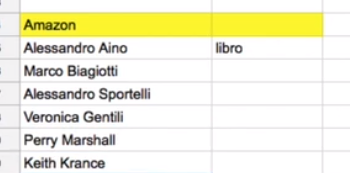 Amazon
Alessandro Aino libro
Marco Biagiotti
Alessandro Sportelli
Veronica Gentili
Perry Marshall
Keith Krance